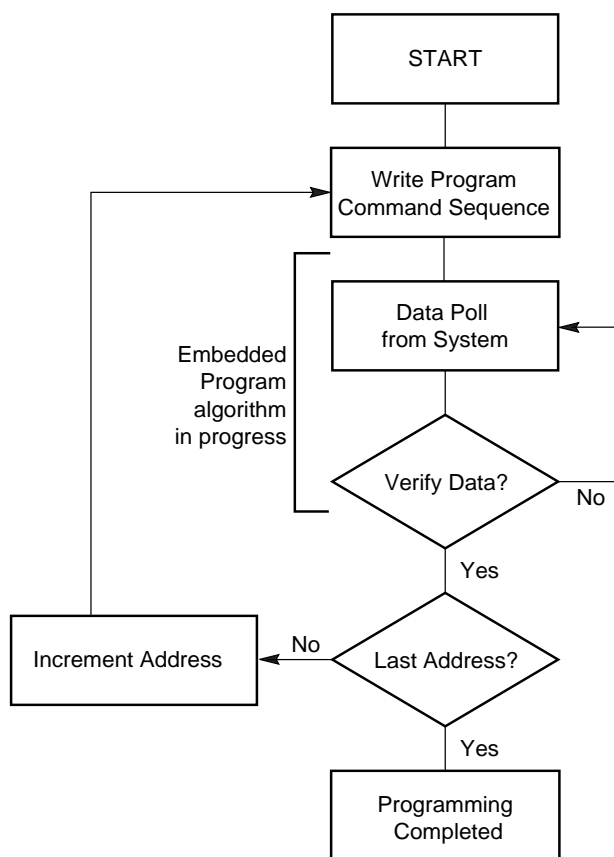 START
Write Program
Command Sequence
Data Poll
from System
Embedded
Program
algorithm
in progress
Verify Data?
No
Yes
No
Increment Address
Last Address?
Yes
Programming
Completed